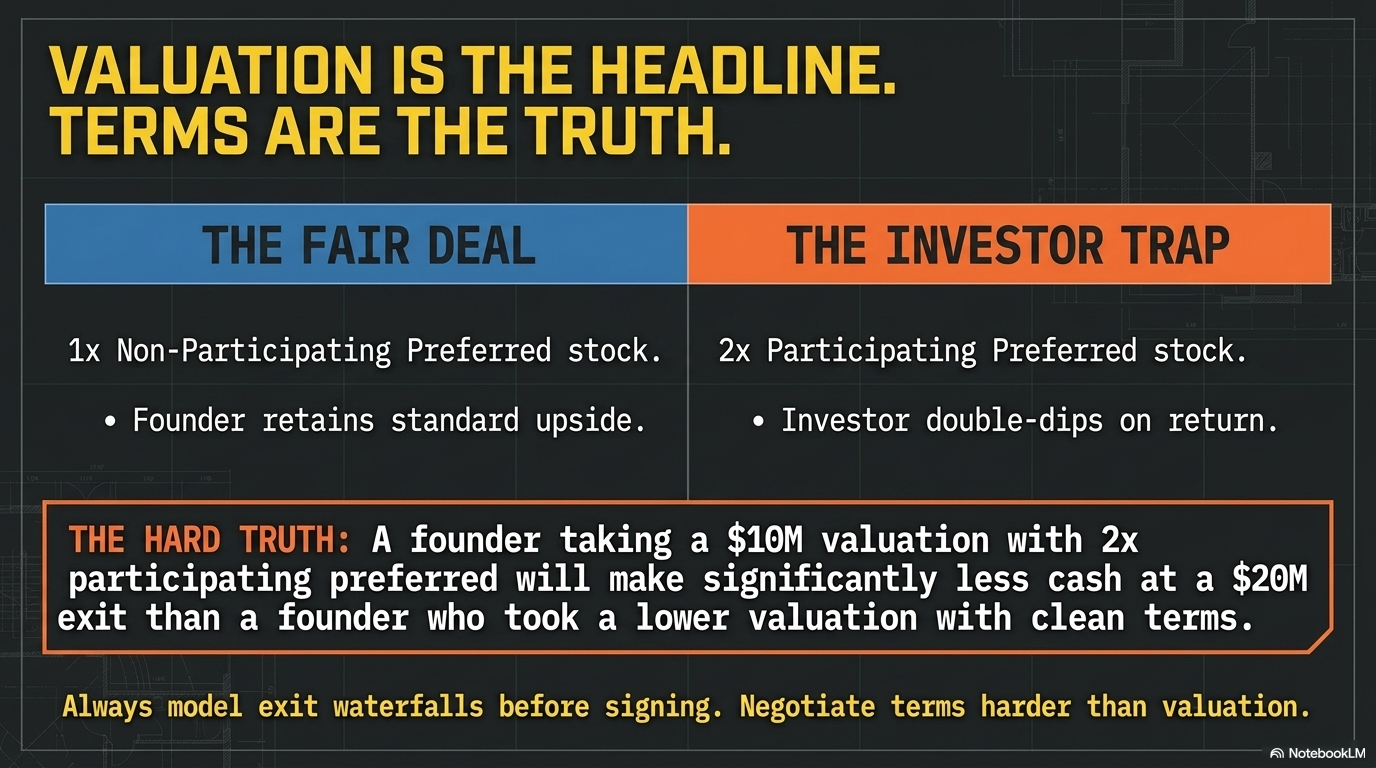 VALUATION IS THE HEADLINE.
TERMS ARE THE TRUTH.
THE FAIR DEAL
THE INVESTOR TRAP
1x Non-Participating Preferred stock.
• Founder retains standard upside.
2x Participating Preferred stock.
• Investor double-dips on return.
THE HARD TRUTH: A founder taking a $10M valuation with 2x
participating preferred will make significantly less cash at a $20M
exit than a founder who took a lower valuation with clean terms.
Always model exit waterfalls before signing. Negotiate terms harder than valuation.
NotebookLM